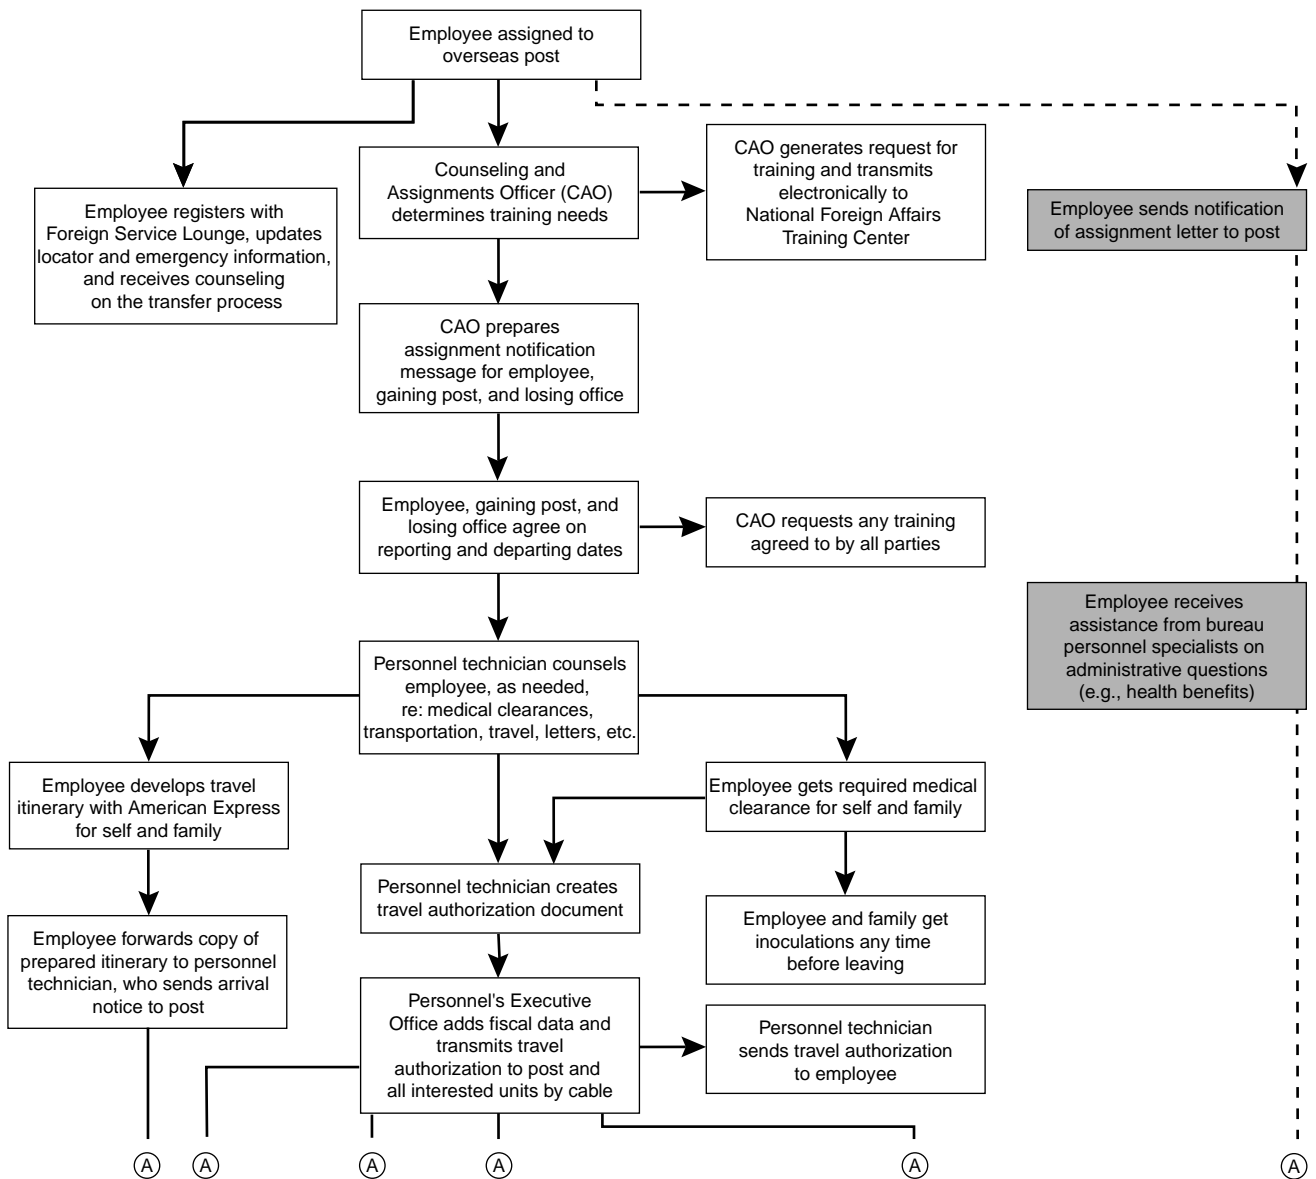 Employee assigned to
overseas post
Counseling and
Assignments Officer (CAO)
determines training needs
CAO generates request for
training and transmits
electronically to
National Foreign Affairs
Training Center
Employee registers with
Foreign Service Lounge, updates
locator and emergency information,
and receives counseling
on the transfer process
Employee sends notification
of assignment letter to post
CAO prepares
assignment notification
message for employee,
gaining post, and losing office
Employee, gaining post, and
losing office agree on
reporting and departing dates
CAO requests any training
agreed to by all parties
Employee receives
assistance from bureau
personnel specialists on
administrative questions
(e.g., health benefits)
Personnel technician counsels
employee, as needed,
re: medical clearances,
transportation, travel, letters, etc.
Employee develops travel
itinerary with American Express
for self and family
Employee gets required medical
clearance for self and family
Personnel technician creates
travel authorization document
Employee and family get
inoculations any time
before leaving
Employee forwards copy of
prepared itinerary to personnel
technician, who sends arrival
notice to post
Personnel's Executive
Office adds fiscal data and
transmits travel
authorization to post and
all interested units by cable
Personnel technician
sends travel authorization
to employee
A
A
A
A
A
A